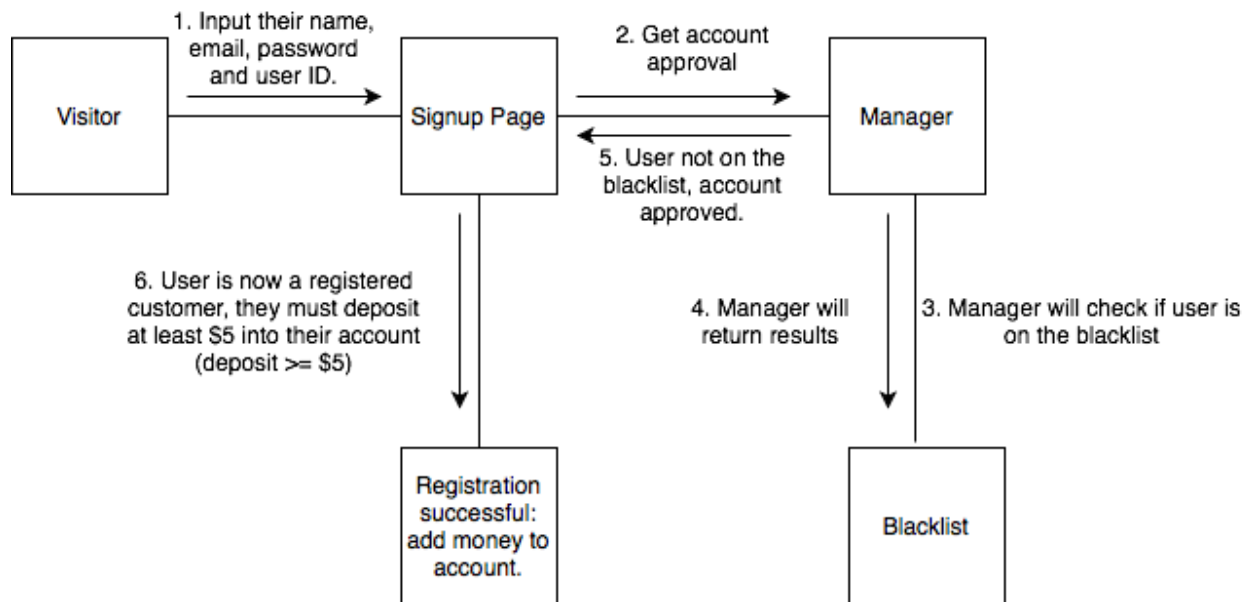 1. Input their name,
email, password
and user ID.
2. Get account
approval
Visitor
Signup Page
Manager
5. User not on the
blacklist, account
approved.
6. User is now a registered
customer, they must deposit
at least $5 into their account
(deposit >= $5)
4. Manager will
return results
3. Manager will check if user is
on the blacklist
Registration
successful:
add money to
account.
Blacklist